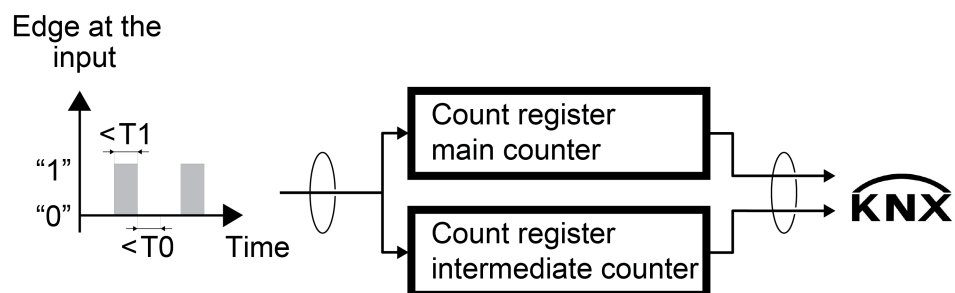 Edge at the
input
<T1
“1”
“0”
<T0
Time
Count register
main counter
Count register
intermediate counter
KNX